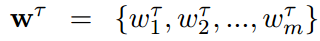 𝐰^τ = {w_1^τ, w_2^τ, ..., w_m^τ}